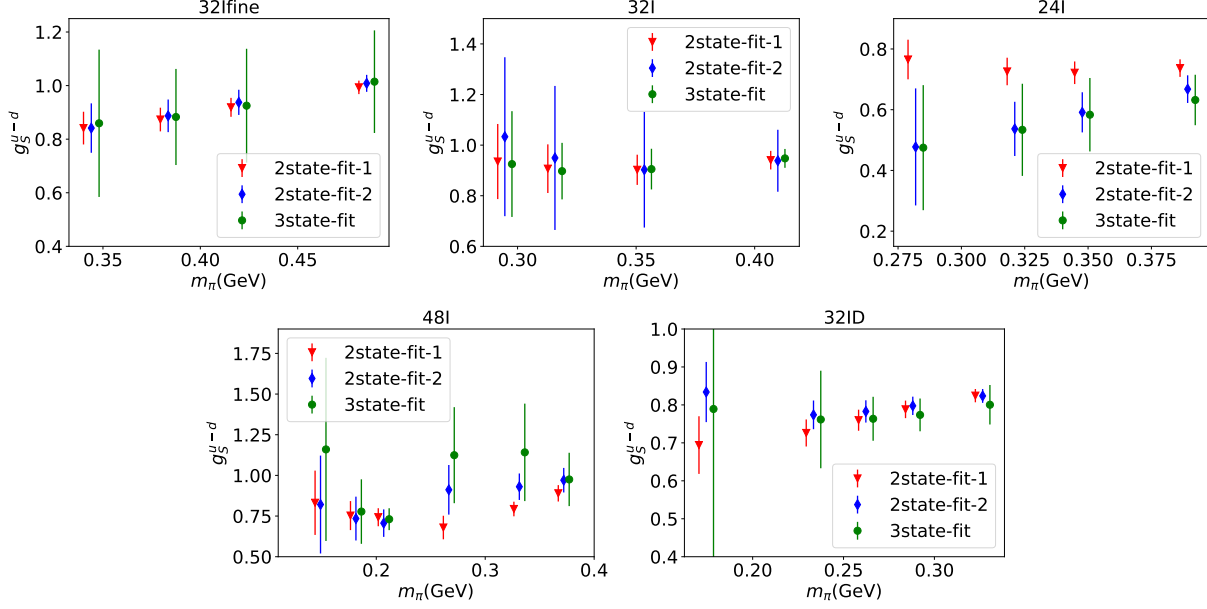 32Ifine
1.2
1.0
0.8
0.6
0.4
g_S^{u−d}
2state-fit-1
2state-fit-2
3state-fit
0.35 0.40 0.45
m_π(GeV)
32I
1.4
1.2
1.0
0.8
0.6
g_S^{u−d}
2state-fit-1
2state-fit-2
3state-fit
0.30 0.35 0.40
m_π(GeV)
24I
0.8
0.6
0.4
0.2
g_S^{u−d}
2state-fit-1
2state-fit-2
3state-fit
0.275 0.300 0.325 0.350 0.375
m_π(GeV)
48I
1.75
1.50
1.25
1.00
0.75
0.50
g_S^{u−d}
2state-fit-1
2state-fit-2
3state-fit
0.2 0.3 0.4
m_π(GeV)
32ID
1.0
0.9
0.8
0.7
0.6
0.5
0.4
g_S^{u−d}
2state-fit-1
2state-fit-2
3state-fit
0.20 0.25 0.30
m_π(GeV)